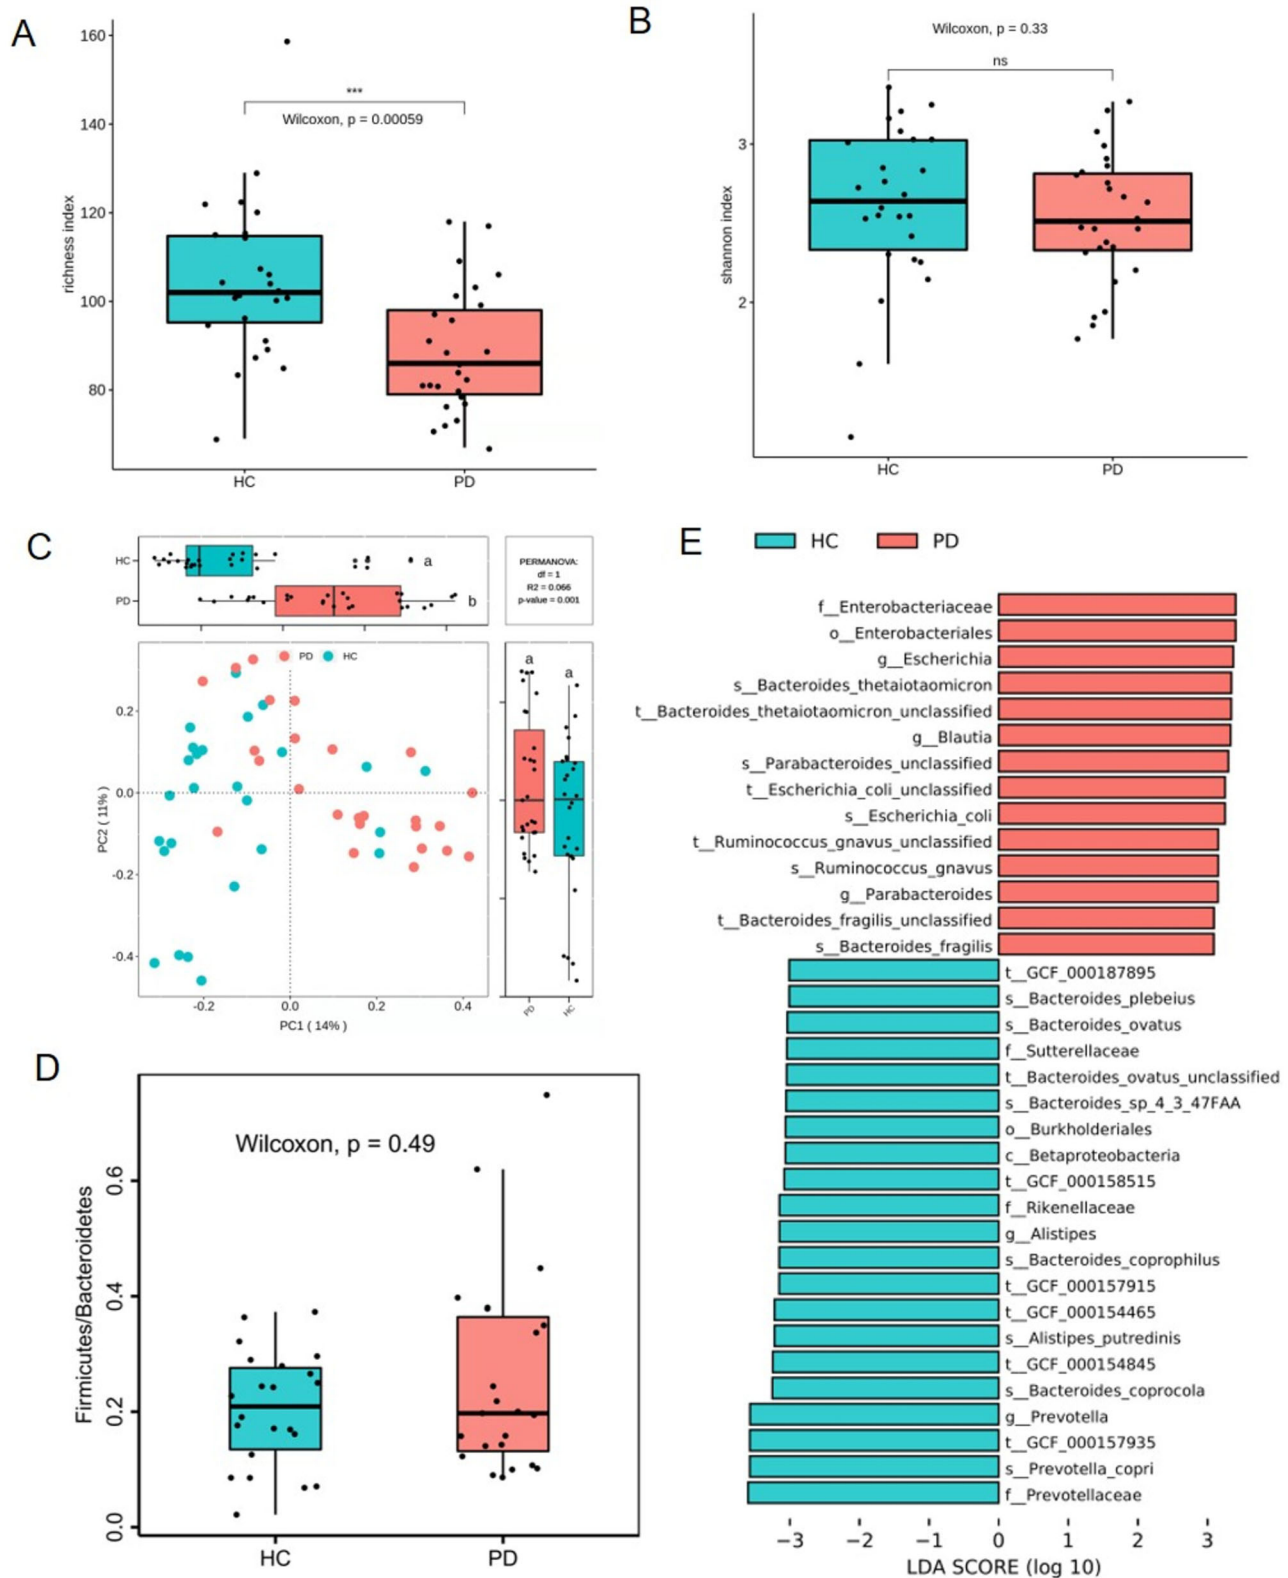 A
160
140
120
100
80
richness index
***
Wilcoxon, p = 0.00059
HC
PD
B
Wilcoxon, p = 0.33
ns
3
2
shannon index
HC
PD
C
HC
PD
a
b
PERMANOVA:
df = 1
R2 = 0.066
p-value = 0.001
PD
HC
0.2
0.0
-0.2
-0.4
PC2 ( 11% )
-0.2
0.0
0.2
0.4
PC1 ( 14% )
a
a
PD
HC
D
Wilcoxon, p = 0.49
Firmicutes/Bacteroidetes
0.6
0.4
0.2
0.0
HC
PD
E
HC
PD
f__Enterobacteriaceae
o__Enterobacteriales
g__Escherichia
s__Bacteroides_thetaiotaomicron
t__Bacteroides_thetaiotaomicron_unclassified
g__Blautia
s__Parabacteroides_unclassified
t__Escherichia_coli_unclassified
s__Escherichia_coli
t__Ruminococcus_gnavus_unclassified
s__Ruminococcus_gnavus
g__Parabacteroides
t__Bacteroides_fragilis_unclassified
s__Bacteroides_fragilis
t__GCF_000187895
s__Bacteroides_plebeius
s__Bacteroides_ovatus
f__Sutterellaceae
t__Bacteroides_ovatus_unclassified
s__Bacteroides_sp_4_3_47FAA
o__Burkholderiales
c__Betaproteobacteria
t__GCF_000158515
f__Rikenellaceae
g__Alistipes
s__Bacteroides_coprophilus
t__GCF_000157915
t__GCF_000154465
s__Alistipes_putredinis
t__GCF_000154845
s__Bacteroides_coprocola
g__Prevotella
t__GCF_000157935
s__Prevotella_copri
f__Prevotellaceae
−3
−2
−1
0
1
2
3
LDA SCORE (log 10)